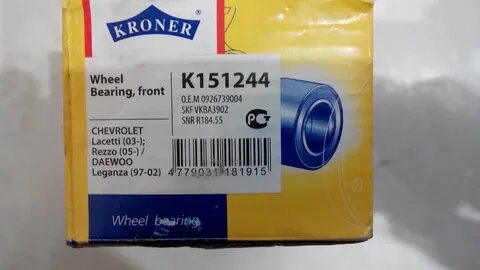 KRONER
Wheel
Bearing, front
K151244
O.E.M 0926739004
SKF VKBA3902
SNR R184.55
CHEVROLET
Lacetti (03-);
Rezzo (05-) /
DAEWOO
Leganza (97-02)
4 779031 181915
Wheel bearing